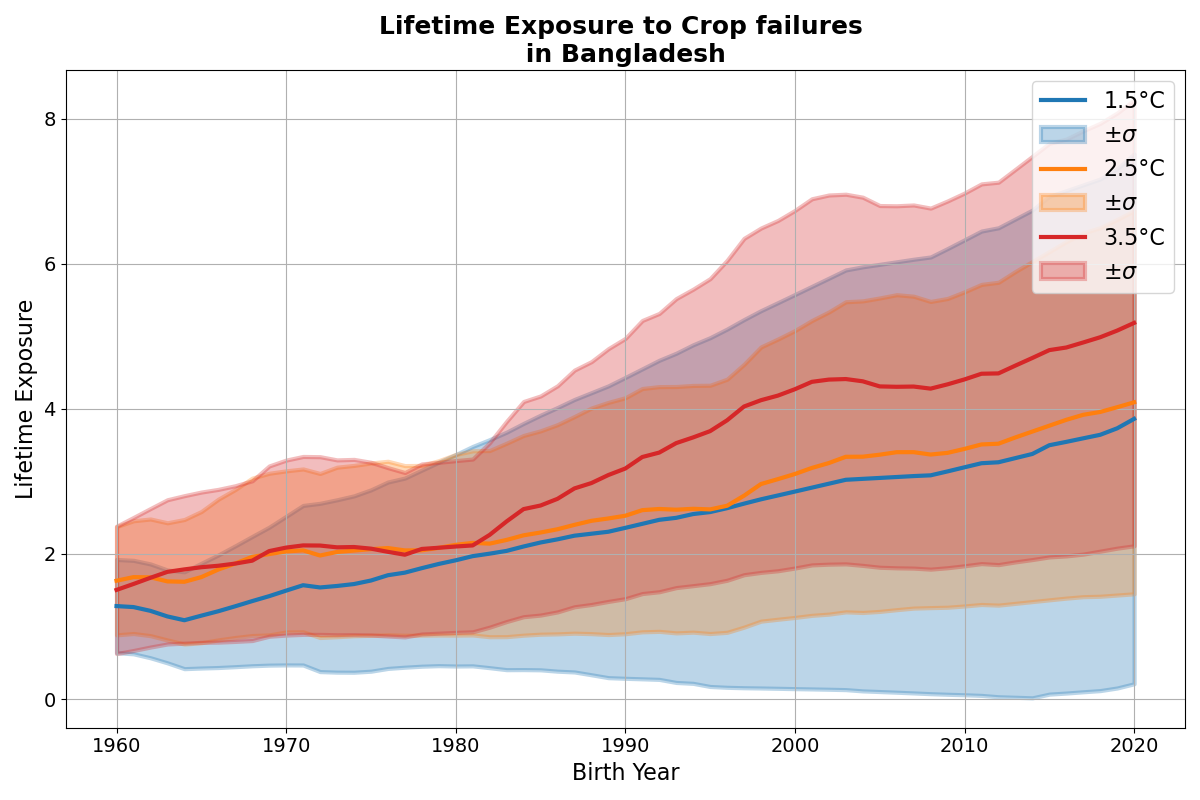 Lifetime Exposure to Crop failures
in Bangladesh
8
6
4
2
0
Lifetime Exposure
1.5°C
±σ
2.5°C
±σ
3.5°C
±σ
1960 1970 1980 1990 2000 2010 2020
Birth Year